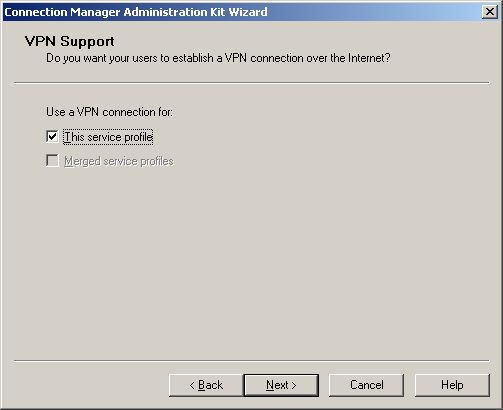 Connection Manager Administration Kit Wizard
VPN Support
Do you want your users to establish a VPN connection over the Internet?
Use a VPN connection for:
This service profile
Merged service profiles
< Back Next > Cancel Help